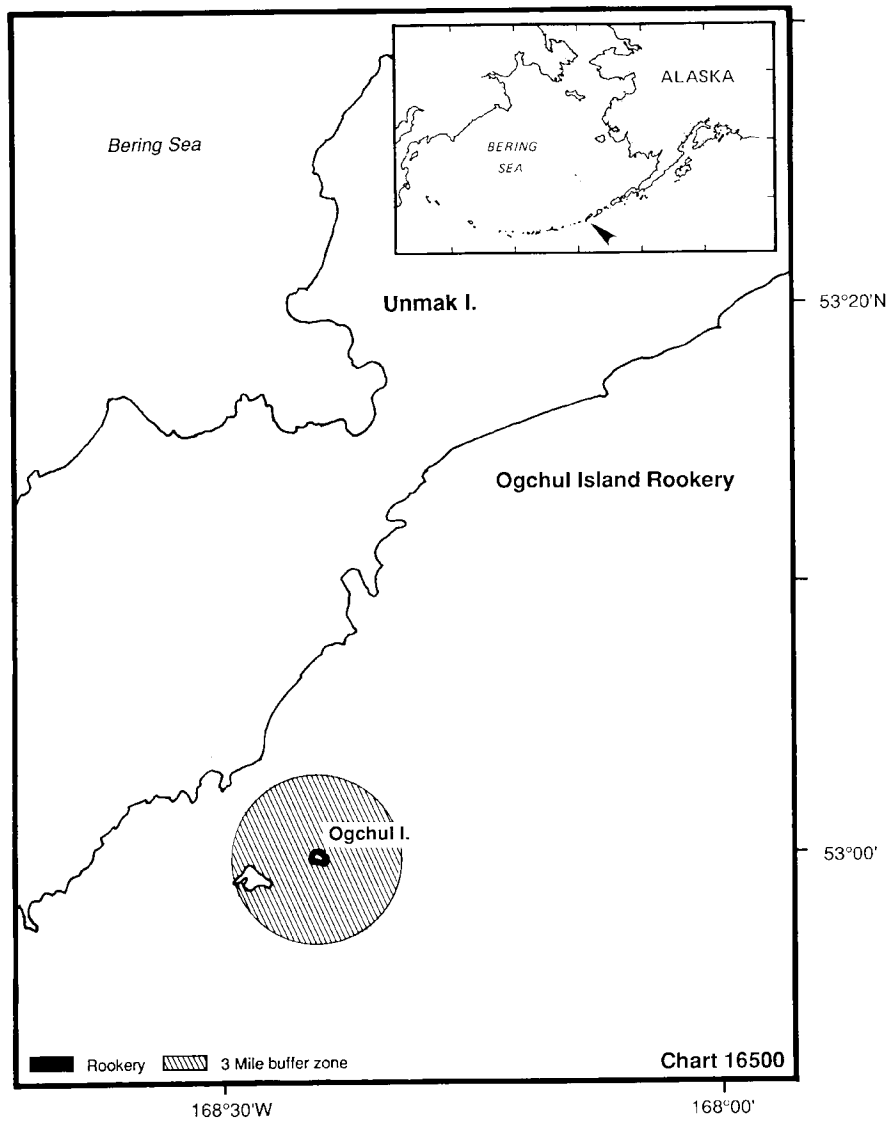 ALASKA
Bering Sea
BERING
SEA
Unmak I.
53°20'N
Ogchul Island Rookery
Ogchul I.
53°00'
Rookery
3 Mile buffer zone
Chart 16500
168°30'W
168°00'